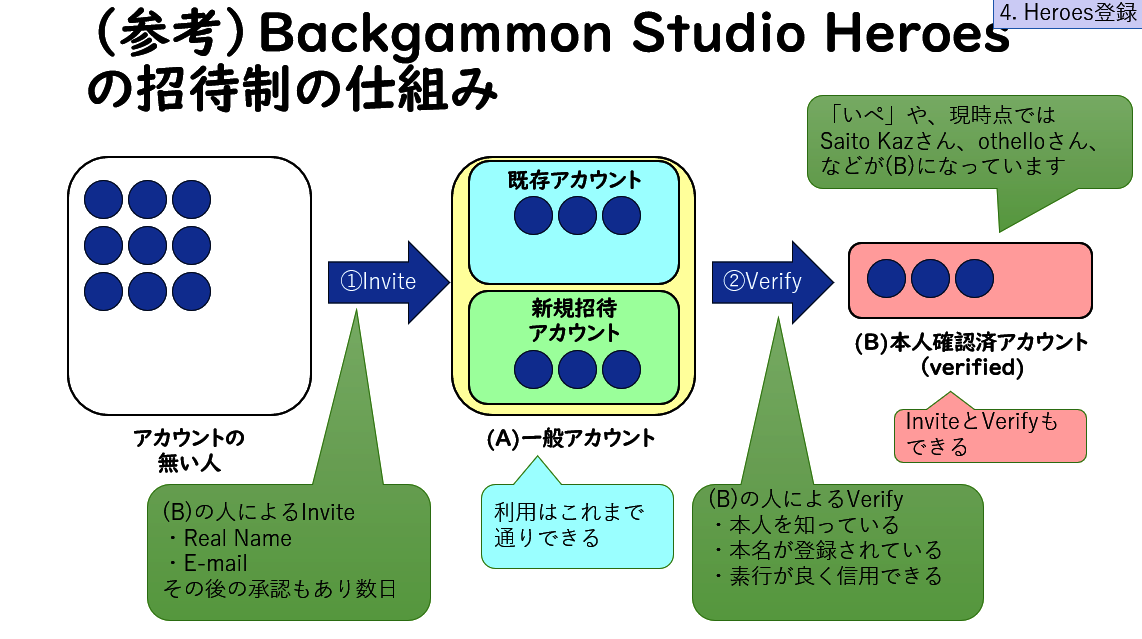 4. Heroes登録
(参考)Backgammon Studio Heroes
の招待制の仕組み
「いぺ」や、現時点では
Saito Kazさん、othelloさん、
などが(B)になっています
既存アカウント
①Invite
②Verify
新規招待
アカウント
(B)本人確認済アカウント
(verified)
InviteとVerifyも
できる
アカウントの
無い人
(A)一般アカウント
(B)の人によるInvite
・Real Name
・E-mail
その後の承認もあり数日
利用はこれまで
通りできる
(B)の人によるVerify
・本人を知っている
・本名が登録されている
・素行が良く信用できる